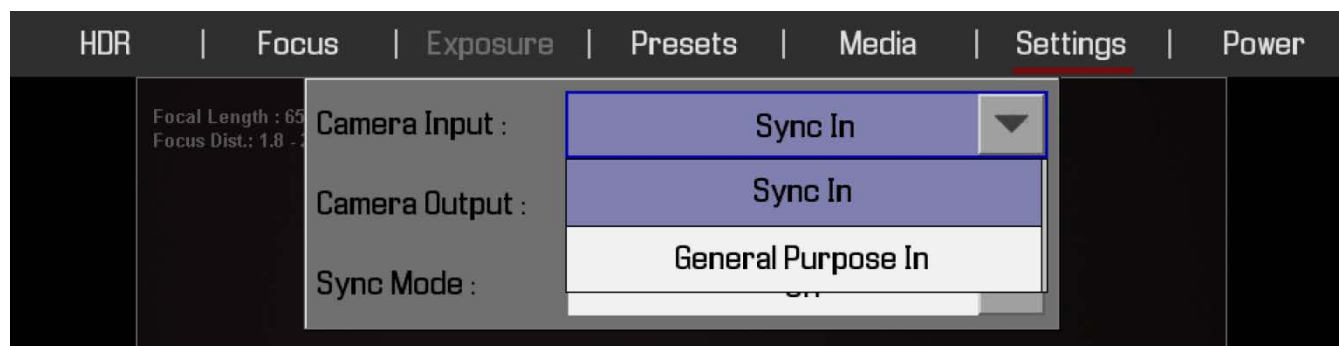 HDR | Focus | Exposure | Presets | Media | Settings | Power
Focal Length : 65
Focus Dist.: 1.8 -
Camera Input : Sync In
Sync In
Camera Output :
General Purpose In
Sync Mode :